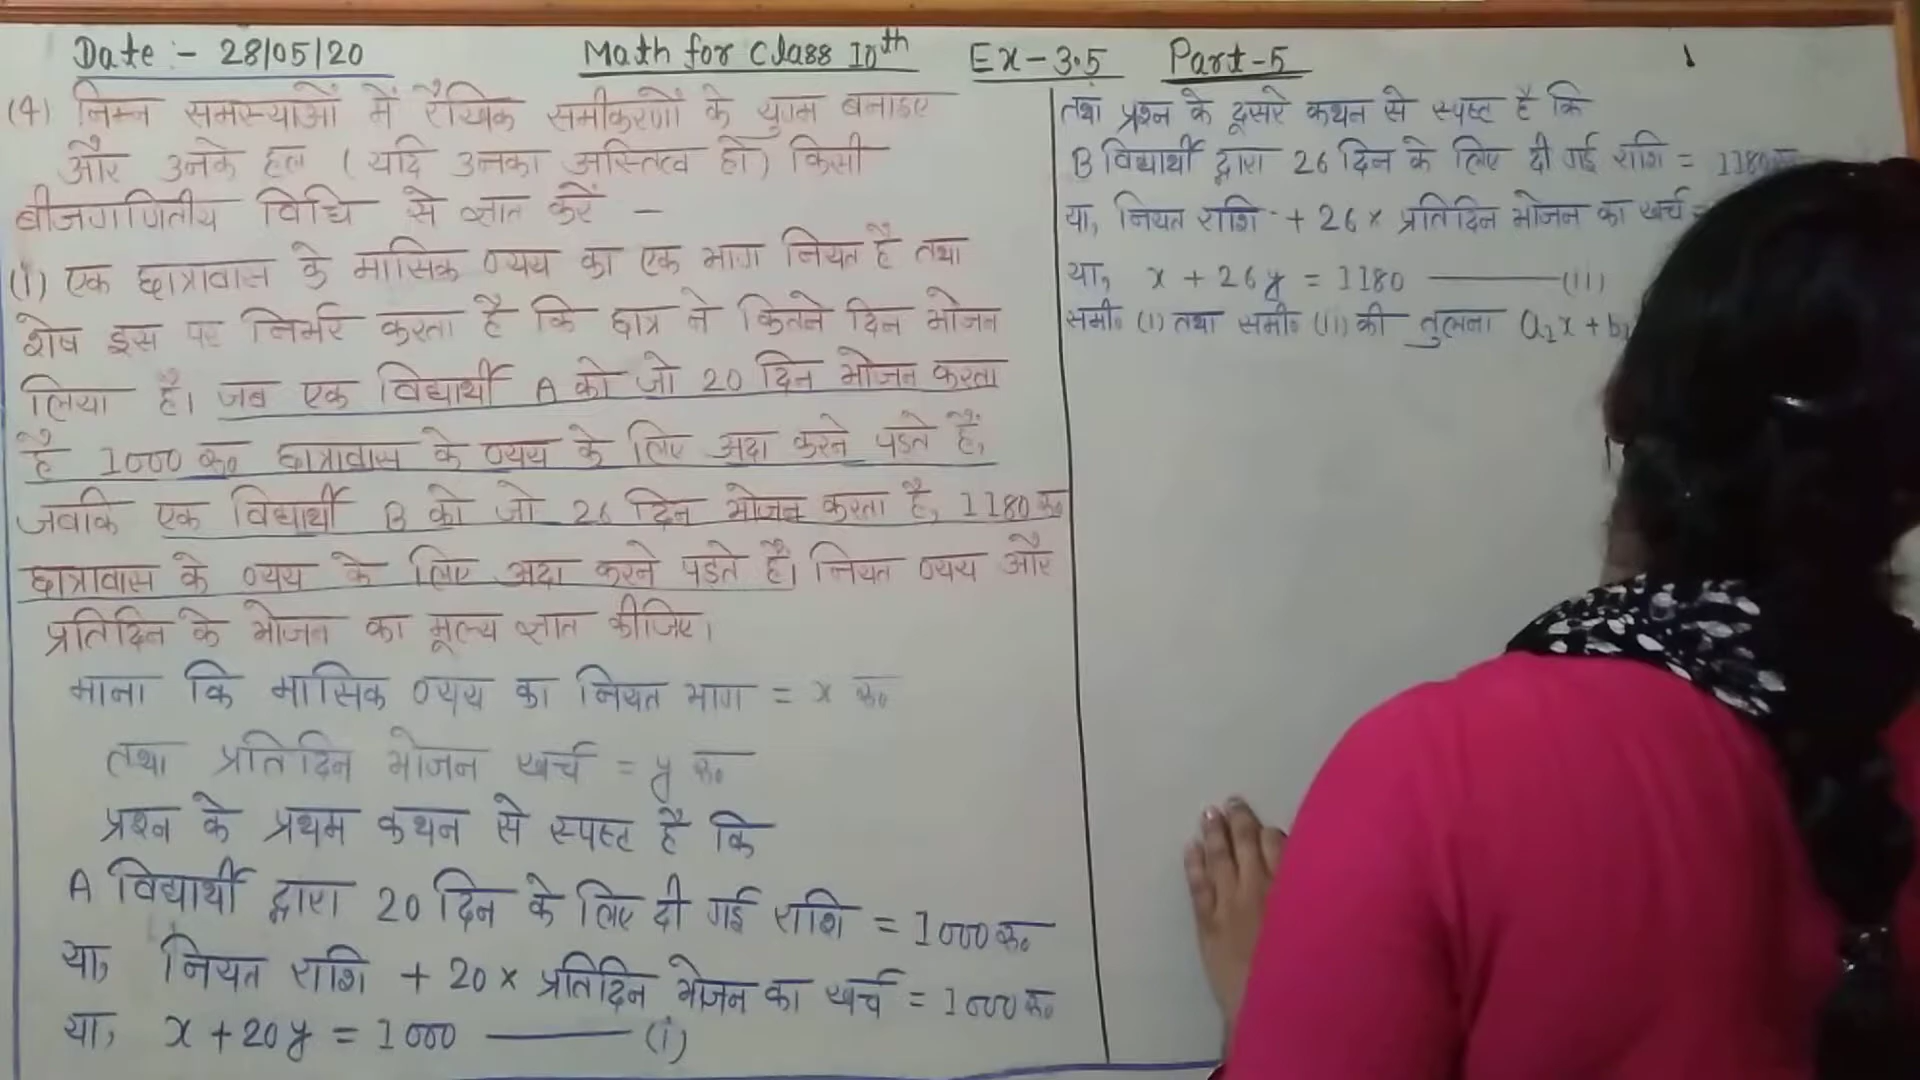 Date :- 28/05/20 Math for Class 10th Ex-3.5 Part-5 1
(4) निम्न समस्याओं में रैखिक समीकरणों के युग्म बनाइए
और उनके हल (यदि उनका अस्तित्व हो) किसी
बीजगणितीय विधि से ज्ञात करें -
(i) एक छात्रावास के मासिक व्यय का एक भाग नियत है तथा
शेष इस पर निर्भर करता है कि छात्र ने कितने दिन भोजन
लिया है। जब एक विद्यार्थी A को जो 20 दिन भोजन करता
है 1000 रू० छात्रावास के व्यय के लिए अदा करने पड़ते हैं,
जबकि एक विद्यार्थी B को जो 26 दिन भोजन करता है, 1180 रू०
छात्रावास के व्यय के लिए अदा करने पड़ते है। नियत व्यय और
प्रतिदिन के भोजन का मूल्य ज्ञात कीजिए।
माना कि मासिक व्यय का नियत भाग = x रू०
तथा प्रतिदिन भोजन खर्च = y रू०
प्रश्न के प्रथम कथन से स्पष्ट है कि
A विद्यार्थी द्वारा 20 दिन के लिए दी गई राशि = 1000 रू०
या, नियत राशि + 20 × प्रतिदिन भोजन का खर्च = 1000 रू०
या, x + 20y = 1000 ——— (i)
तथा प्रश्न के दूसरे कथन से स्पष्ट है कि
B विद्यार्थी द्वारा 26 दिन के लिए दी गई राशि = 1180 रू०
या, नियत राशि + 26 × प्रतिदिन भोजन का खर्च =
या, x + 26y = 1180 ——— (ii)
समी० (i) तथा समी० (ii) की तुलना a₂x + b